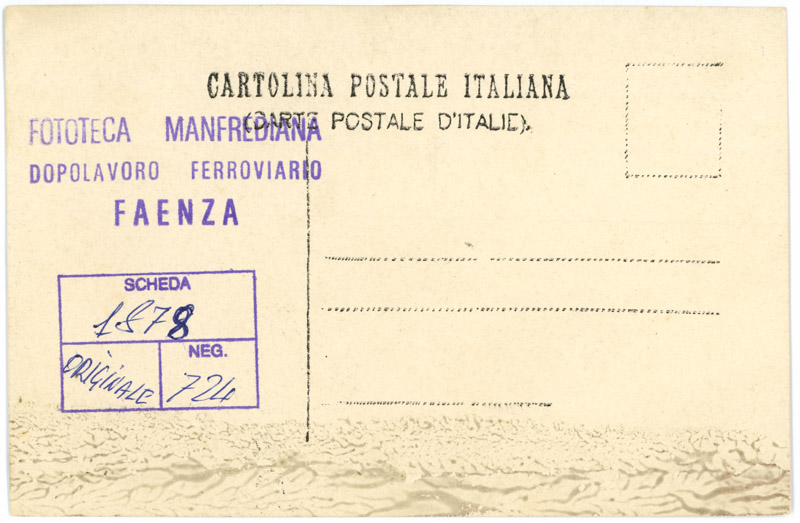 CARTOLINA POSTALE ITALIANA
(CARTE POSTALE D'ITALIE).
FOTOTECA MANFREDIANA
DOPOLAVORO FERROVIARIO
FAENZA
SCHEDA
1878
ORIGINALE
NEG.
724